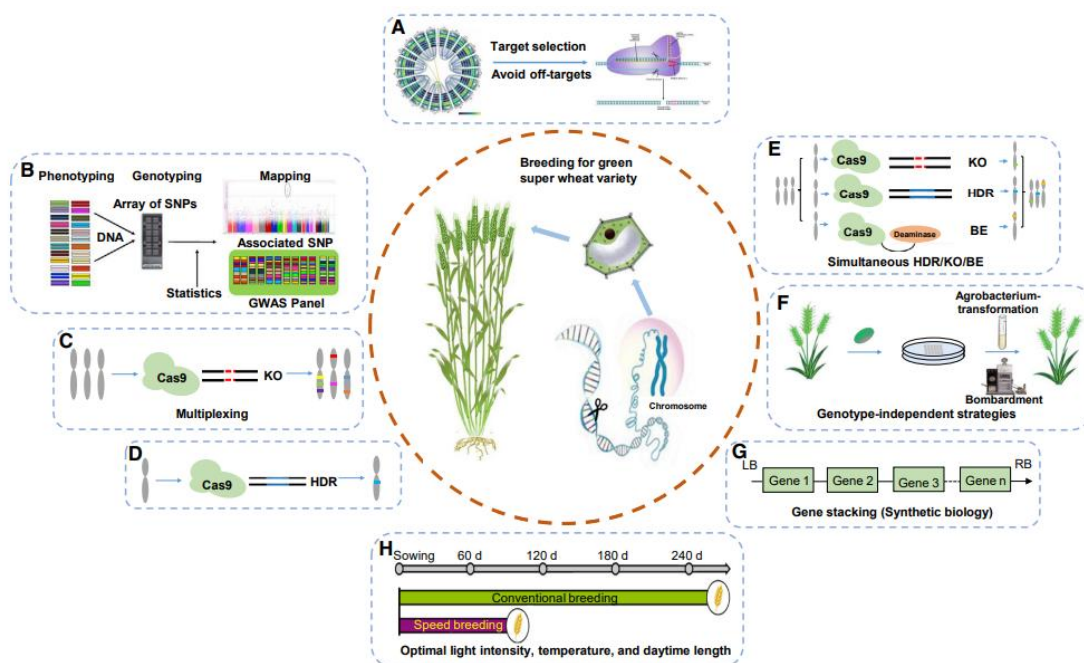 A
Target selection
Avoid off-targets
B
Phenotyping
Genotyping
Mapping
Array of SNPs
DNA
Associated SNP
Statistics
GWAS Panel
C
Cas9
KO
Multiplexing
D
Cas9
HDR
Breeding for green
super wheat variety
Chromosome
E
Cas9
KO
Cas9
HDR
Cas9
Deaminase
BE
Simultaneous HDR/KO/BE
F
Agrobacterium-
transformation
Bombardment
Genotype-independent strategies
G
LB
RB
Gene 1
Gene 2
Gene 3
Gene n
Gene stacking (Synthetic biology)
H
Sowing
60 d
120 d
180 d
240 d
Conventional breeding
Speed breeding
Optimal light intensity, temperature, and daytime length